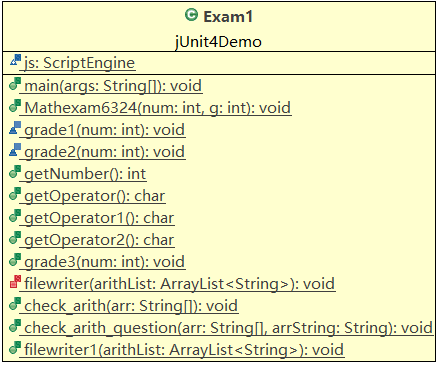 C Exam1
jUnit4Demo
js: ScriptEngine
main(args: String[]): void
Mathexam6324(num: int, g: int): void
grade1(num: int): void
grade2(num: int): void
getNumber(): int
getOperator(): char
getOperator1(): char
getOperator2(): char
grade3(num: int): void
filewriter(arithList: ArrayList<String>): void
check_arith(arr: String[]): void
check_arith_question(arr: String[], arrString: String): void
filewriter1(arithList: ArrayList<String>): void